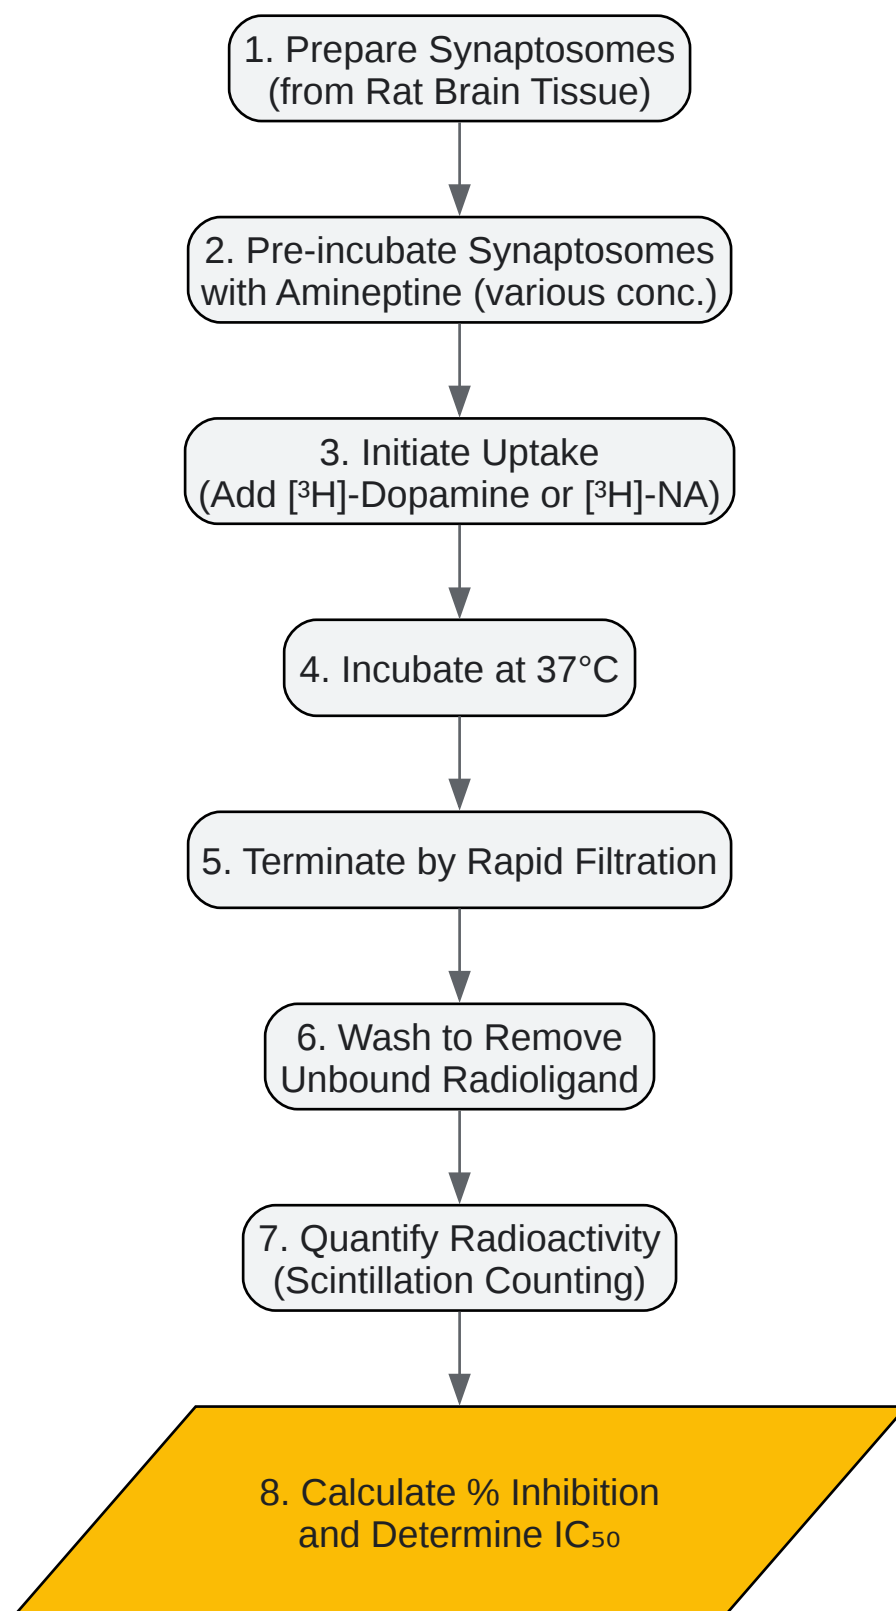 1. Prepare Synaptosomes
(from Rat Brain Tissue)
2. Pre-incubate Synaptosomes
with Amineptine (various conc.)
3. Initiate Uptake
(Add [³H]-Dopamine or [³H]-NA)
4. Incubate at 37°C
5. Terminate by Rapid Filtration
6. Wash to Remove
Unbound Radioligand
7. Quantify Radioactivity
(Scintillation Counting)
8. Calculate % Inhibition
and Determine IC₅₀